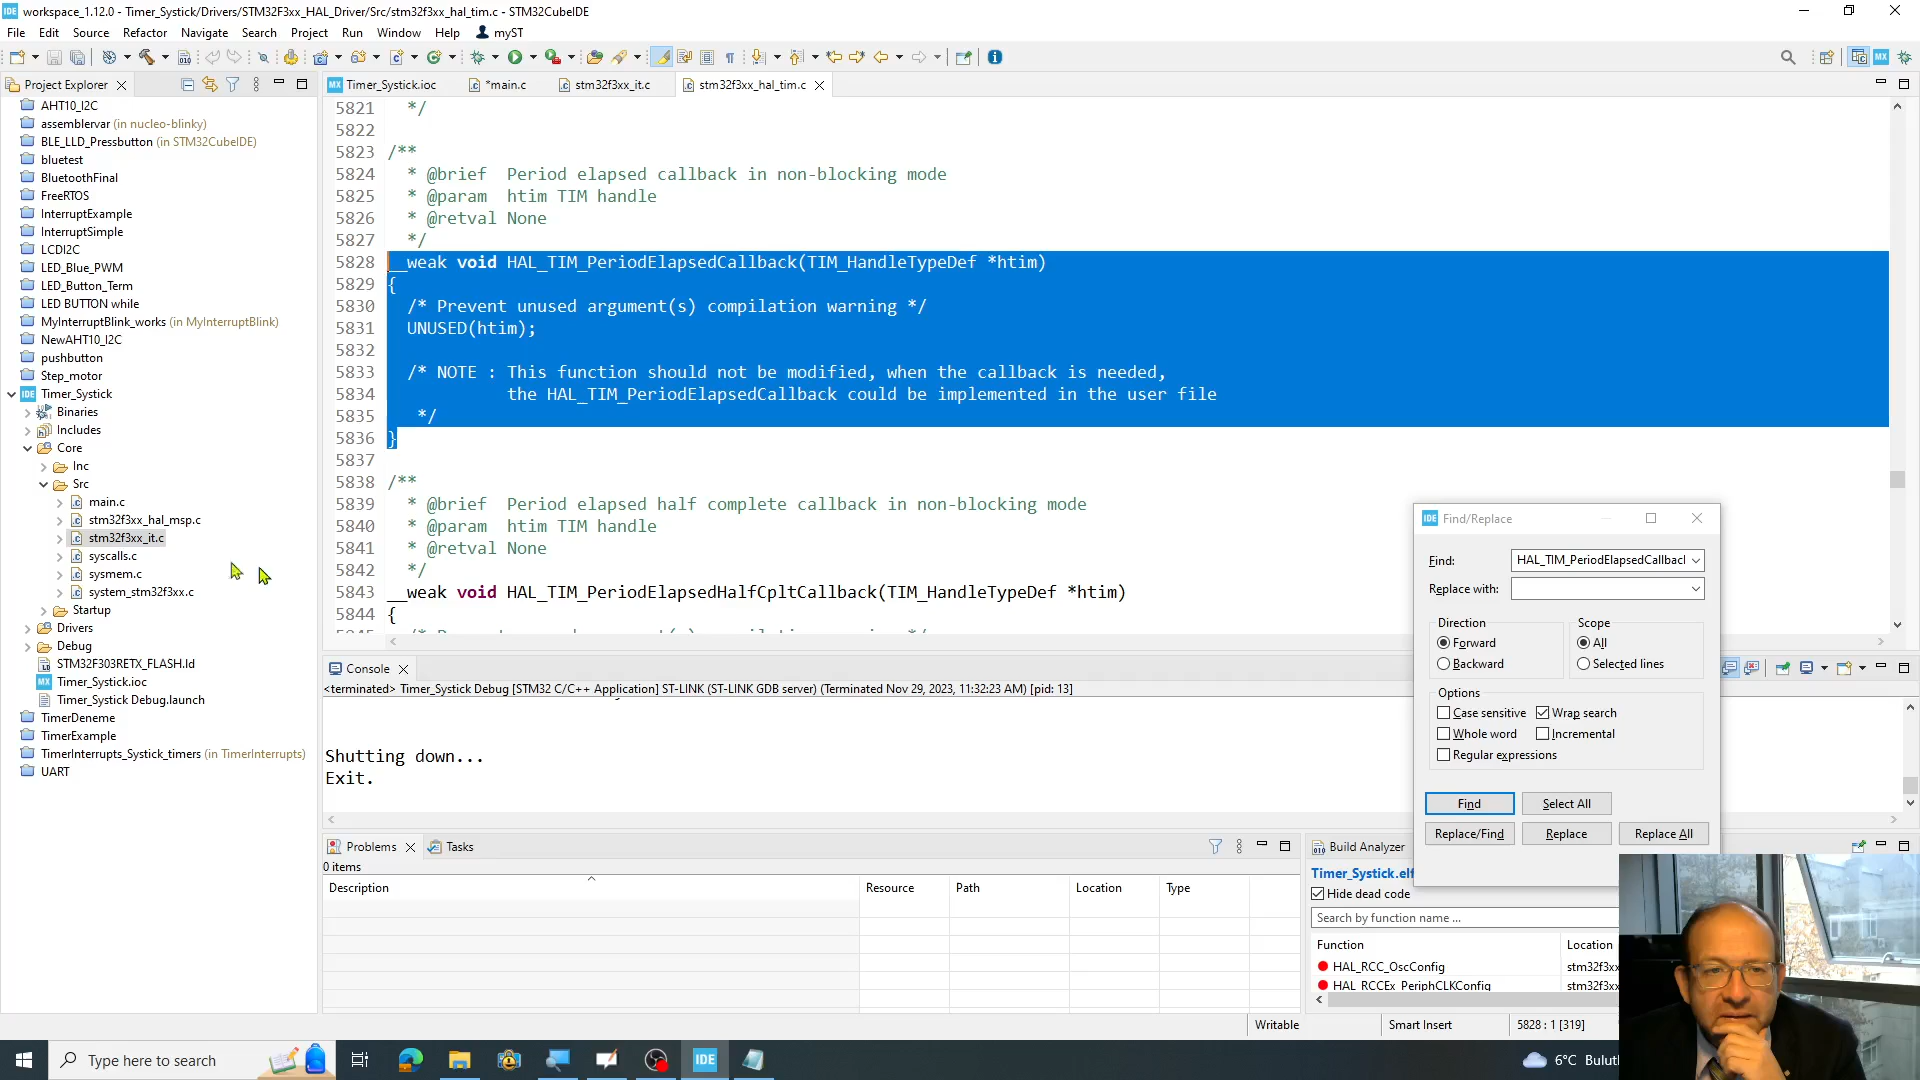 workspace_1.12.0 - Timer_Systick/Drivers/STM32F3xx_HAL_Driver/Src/stm32f3xx_hal_tim.c - STM32CubeIDE
File Edit Source Refactor Navigate Search Project Run Window Help myST
Project Explorer
AHT10_I2C
assemblervar (in nucleo-blinky)
BLE_LLD_Pressbutton (in STM32CubeIDE)
bluetest
BluetoothFinal
FreeRTOS
InterruptExample
InterruptSimple
LCDI2C
LED_Blue_PWM
LED_Button_Term
LED BUTTON while
MyInterruptBlink_works (in MyInterruptBlink)
NewAHT10_I2C
pushbutton
Step_motor
Timer_Systick
Binaries
Includes
Core
Inc
Src
main.c
stm32f3xx_hal_msp.c
stm32f3xx_it.c
syscalls.c
sysmem.c
system_stm32f3xx.c
Startup
Drivers
Debug
STM32F303RETX_FLASH.ld
Timer_Systick.ioc
Timer_Systick Debug.launch
TimerDeneme
TimerExample
TimerInterrupts_Systick_timers (in TimerInterrupts)
UART
Timer_Systick.ioc *main.c stm32f3xx_it.c stm32f3xx_hal_tim.c
5821 */
5822
5823 /**
5824 * @brief Period elapsed callback in non-blocking mode
5825 * @param htim TIM handle
5826 * @retval None
5827 */
5828 __weak void HAL_TIM_PeriodElapsedCallback(TIM_HandleTypeDef *htim)
5829 {
5830 /* Prevent unused argument(s) compilation warning */
5831 UNUSED(htim);
5832
5833 /* NOTE : This function should not be modified, when the callback is needed,
5834 the HAL_TIM_PeriodElapsedCallback could be implemented in the user file
5835 */
5836 }
5837
5838 /**
5839 * @brief Period elapsed half complete callback in non-blocking mode
5840 * @param htim TIM handle
5841 * @retval None
5842 */
5843 __weak void HAL_TIM_PeriodElapsedHalfCpltCallback(TIM_HandleTypeDef *htim)
5844 {
Console
<terminated> Timer_Systick Debug [STM32 C/C++ Application] ST-LINK (ST-LINK GDB server) (Terminated Nov 29, 2023, 11:32:23 AM) [pid: 13]
Shutting down...
Exit.
Problems Tasks
0 items
Description Resource Path Location Type
Find/Replace
Find: HAL_TIM_PeriodElapsedCallbacl
Replace with:
Direction Scope
Forward All
Backward Selected lines
Options
Case sensitive Wrap search
Whole word Incremental
Regular expressions
Find Select All
Replace/Find Replace Replace All
Build Analyzer
Timer_Systick.elf
Hide dead code
Search by function name ...
Function Location
HAL_RCC_OscConfig stm32f3xx
HAL_RCCEx_PeriphCLKConfig stm32f3xx
Writable Smart Insert 5828 : 1 [319]
Type here to search
IDE
6°C Bulutl